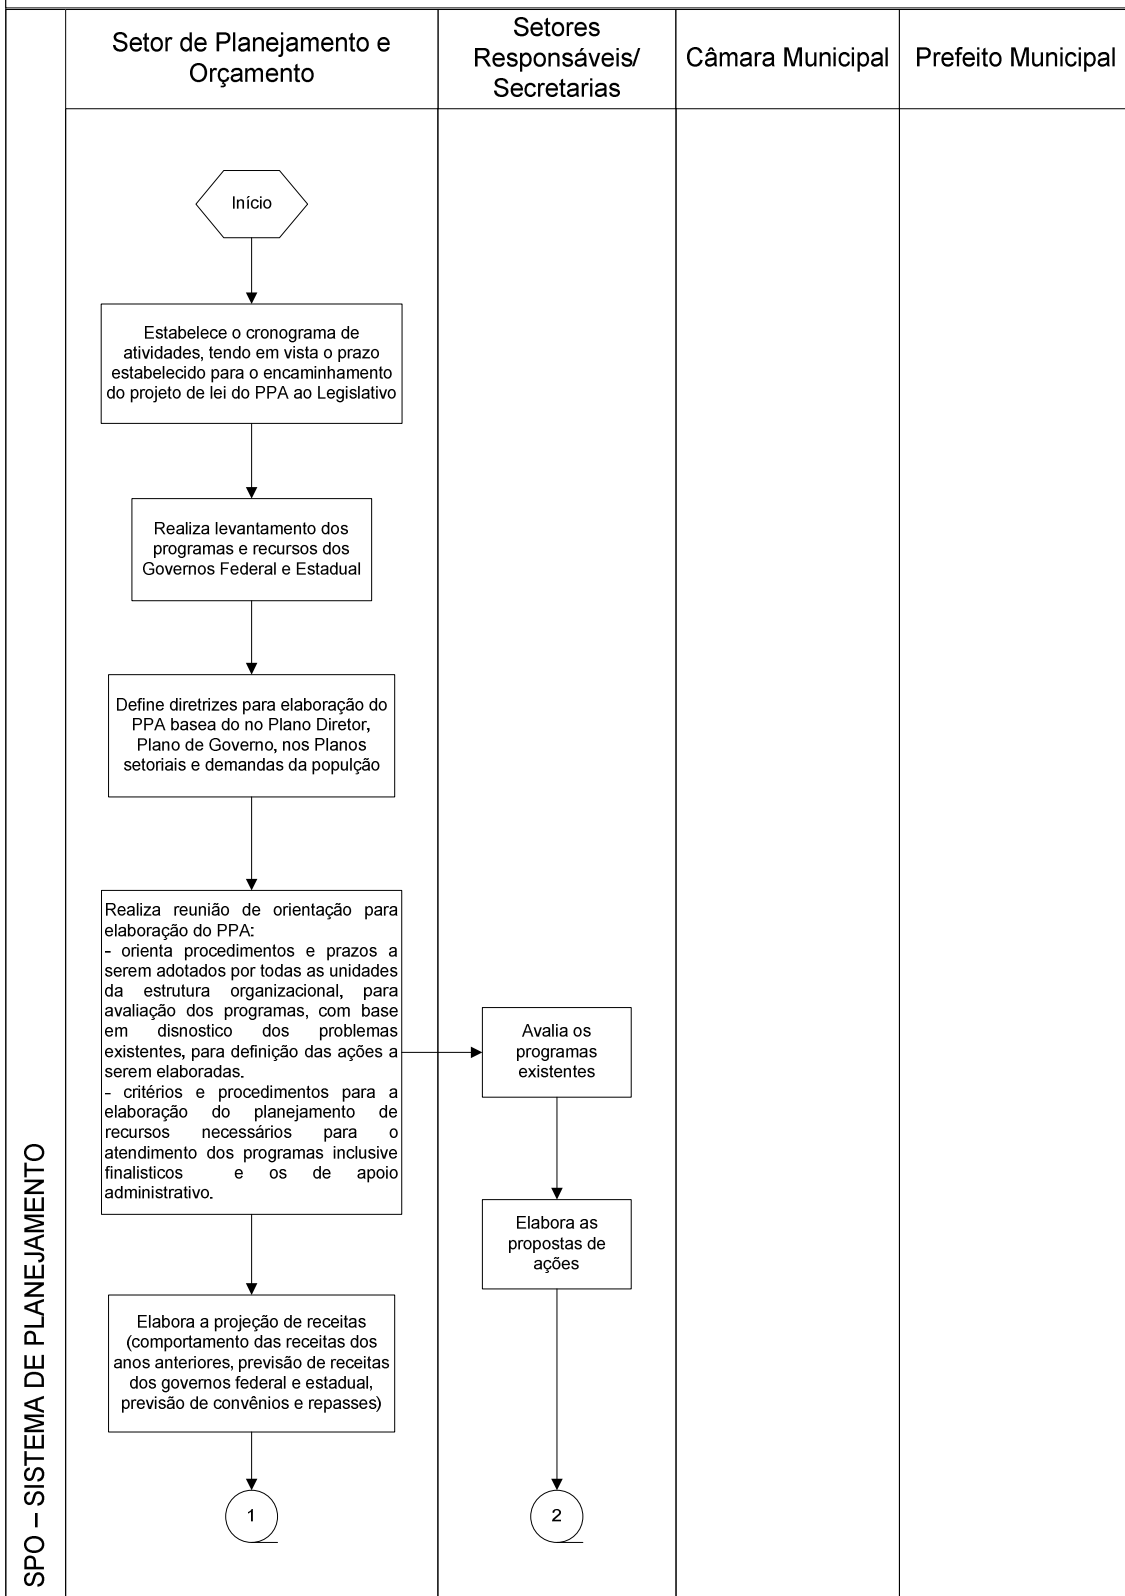 Setor de Planejamento e
Orçamento
Setores
Responsáveis/
Secretarias
Câmara Municipal
Prefeito Municipal
Início
Estabelece o cronograma de
atividades, tendo em vista o prazo
estabelecido para o encaminhamento
do projeto de lei do PPA ao Legislativo
Realiza levantamento dos
programas e recursos dos
Governos Federal e Estadual
Define diretrizes para elaboração do
PPA basea do no Plano Diretor,
Plano de Governo, nos Planos
setoriais e demandas da populção
Realiza reunião de orientação para
elaboração do PPA:
- orienta procedimentos e prazos a
serem adotados por todas as unidades
da estrutura organizacional, para
avaliação dos programas, com base
em disnostico dos problemas
existentes, para definição das ações a
serem elaboradas.
- critérios e procedimentos para a
elaboração do planejamento de
recursos necessários para o
atendimento dos programas inclusive
finalisticos e os de apoio
administrativo.
Avalia os
programas
existentes
Elabora as
propostas de
ações
Elabora a projeção de receitas
(comportamento das receitas dos
anos anteriores, previsão de receitas
dos governos federal e estadual,
previsão de convênios e repasses)
1
2
SPO – SISTEMA DE PLANEJAMENTO